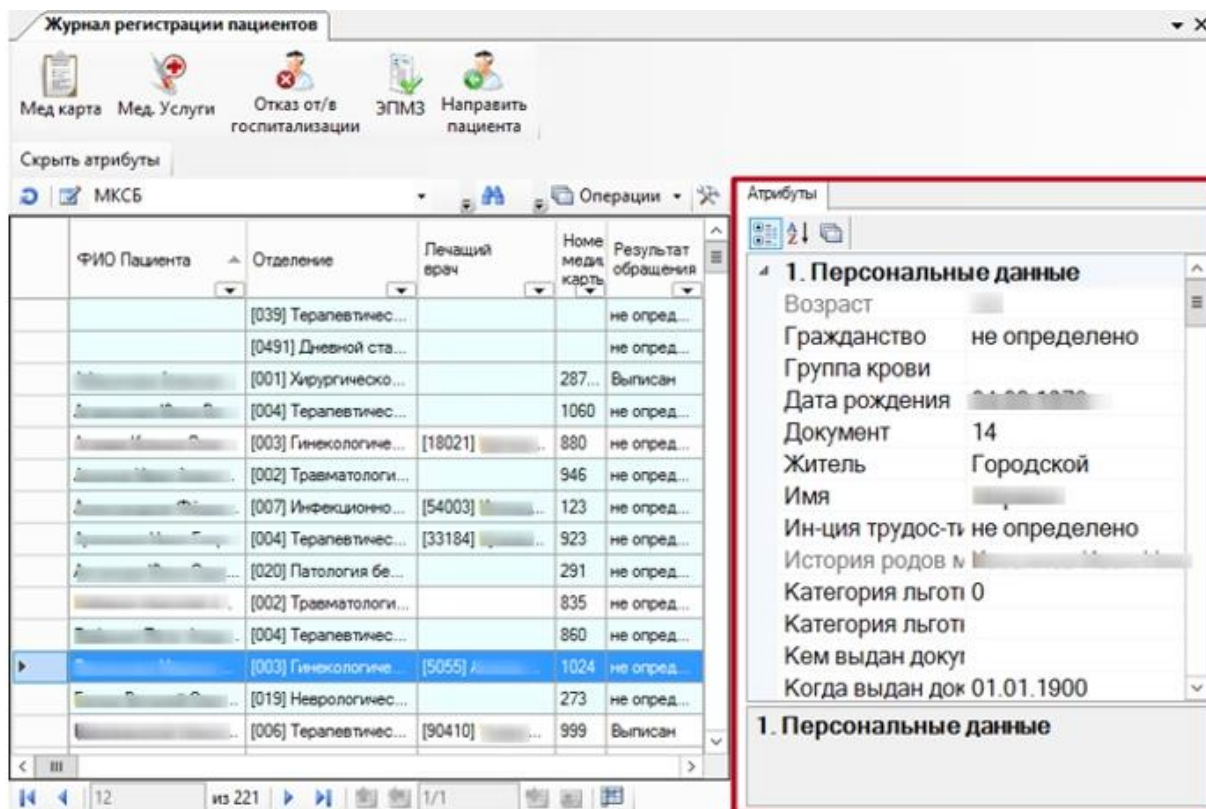 Журнал регистрации пациентов
Мед карта Мед. Услуги Отказ от/в госпитализации ЭПМЗ Направить пациента
Скрыть атрибуты
МКСБ Операции
ФИО Пациента Отделение Лечащий врач Номе меди карть Результат обращения
[039] Терапевтичес... не опред...
[0491] Дневной ста... не опред...
[001] Хирургическо... 287... Выписан
[004] Терапевтичес... 1060 не опред...
[003] Гинекологиче... [18021] 880 не опред...
[002] Травматологи... 946 не опред...
[007] Инфекционно... [54003] 123 не опред...
[004] Терапевтичес... [33184] 923 не опред...
[020] Патология бе... 291 не опред...
[002] Травматологи... 835 не опред...
[004] Терапевтичес... 860 не опред...
[003] Гинекологиче... [5055] 1024 не опред...
[019] Неврологичес... 273 не опред...
[006] Терапевтичес... [90410] 999 Выписан
12 из 221 1/1
Атрибуты
1. Персональные данные
Возраст
Гражданство не определено
Группа крови
Дата рождения
Документ 14
Житель Городской
Имя
Ин-ция трудос-ти не определено
История родов м
Категория льготы 0
Категория льготы
Кем выдан докум
Когда выдан док 01.01.1900
1. Персональные данные